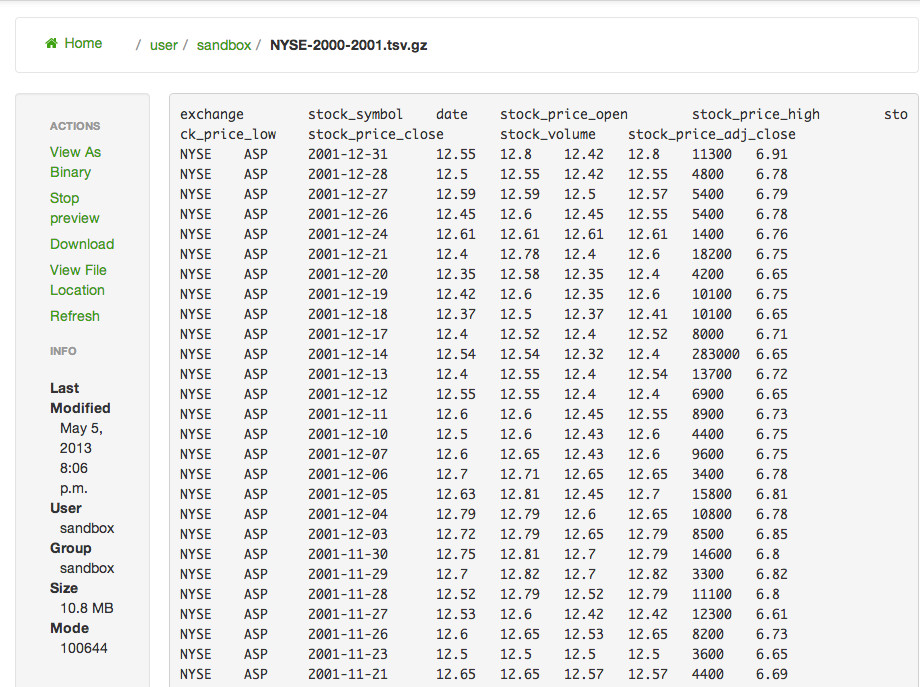 Home / user / sandbox / NYSE-2000-2001.tsv.gz
ACTIONS
View As
Binary
Stop
preview
Download
View File
Location
Refresh
INFO
Last
Modified
May 5,
2013
8:06
p.m.
User
sandbox
Group
sandbox
Size
10.8 MB
Mode
100644
exchange stock_symbol date stock_price_open stock_price_high sto
ck_price_low stock_price_close stock_volume stock_price_adj_close
NYSE ASP 2001-12-31 12.55 12.8 12.42 12.8 11300 6.91
NYSE ASP 2001-12-28 12.5 12.55 12.42 12.55 4800 6.78
NYSE ASP 2001-12-27 12.59 12.59 12.5 12.57 5400 6.79
NYSE ASP 2001-12-26 12.45 12.6 12.45 12.55 5400 6.78
NYSE ASP 2001-12-24 12.61 12.61 12.61 12.61 1400 6.76
NYSE ASP 2001-12-21 12.4 12.78 12.4 12.6 18200 6.75
NYSE ASP 2001-12-20 12.35 12.58 12.35 12.4 4200 6.65
NYSE ASP 2001-12-19 12.42 12.6 12.35 12.6 10100 6.75
NYSE ASP 2001-12-18 12.37 12.5 12.37 12.41 10100 6.65
NYSE ASP 2001-12-17 12.4 12.52 12.4 12.52 8000 6.71
NYSE ASP 2001-12-14 12.54 12.54 12.32 12.4 283000 6.65
NYSE ASP 2001-12-13 12.4 12.55 12.4 12.54 13700 6.72
NYSE ASP 2001-12-12 12.55 12.55 12.4 12.4 6900 6.65
NYSE ASP 2001-12-11 12.6 12.6 12.45 12.55 8900 6.73
NYSE ASP 2001-12-10 12.5 12.6 12.43 12.6 4400 6.75
NYSE ASP 2001-12-07 12.6 12.65 12.43 12.6 9600 6.75
NYSE ASP 2001-12-06 12.7 12.71 12.65 12.65 3400 6.78
NYSE ASP 2001-12-05 12.63 12.81 12.45 12.7 15800 6.81
NYSE ASP 2001-12-04 12.79 12.79 12.6 12.65 10800 6.78
NYSE ASP 2001-12-03 12.72 12.79 12.65 12.79 8500 6.85
NYSE ASP 2001-11-30 12.75 12.81 12.7 12.79 14600 6.8
NYSE ASP 2001-11-29 12.7 12.82 12.7 12.82 3300 6.82
NYSE ASP 2001-11-28 12.52 12.79 12.52 12.79 11100 6.8
NYSE ASP 2001-11-27 12.53 12.6 12.42 12.42 12300 6.61
NYSE ASP 2001-11-26 12.6 12.65 12.53 12.65 8200 6.73
NYSE ASP 2001-11-23 12.5 12.5 12.5 12.5 3600 6.65
NYSE ASP 2001-11-21 12.65 12.65 12.57 12.57 4400 6.69